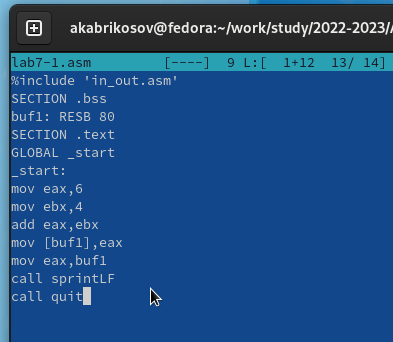 akabrikosov@fedora:~/work/study/2022-2023/
lab7-1.asm [----] 9 L:[ 1+12 13/ 14]
%include 'in_out.asm'
SECTION .bss
buf1: RESB 80
SECTION .text
GLOBAL _start
_start:
mov eax,6
mov ebx,4
add eax,ebx
mov [buf1],eax
mov eax,buf1
call sprintLF
call quit